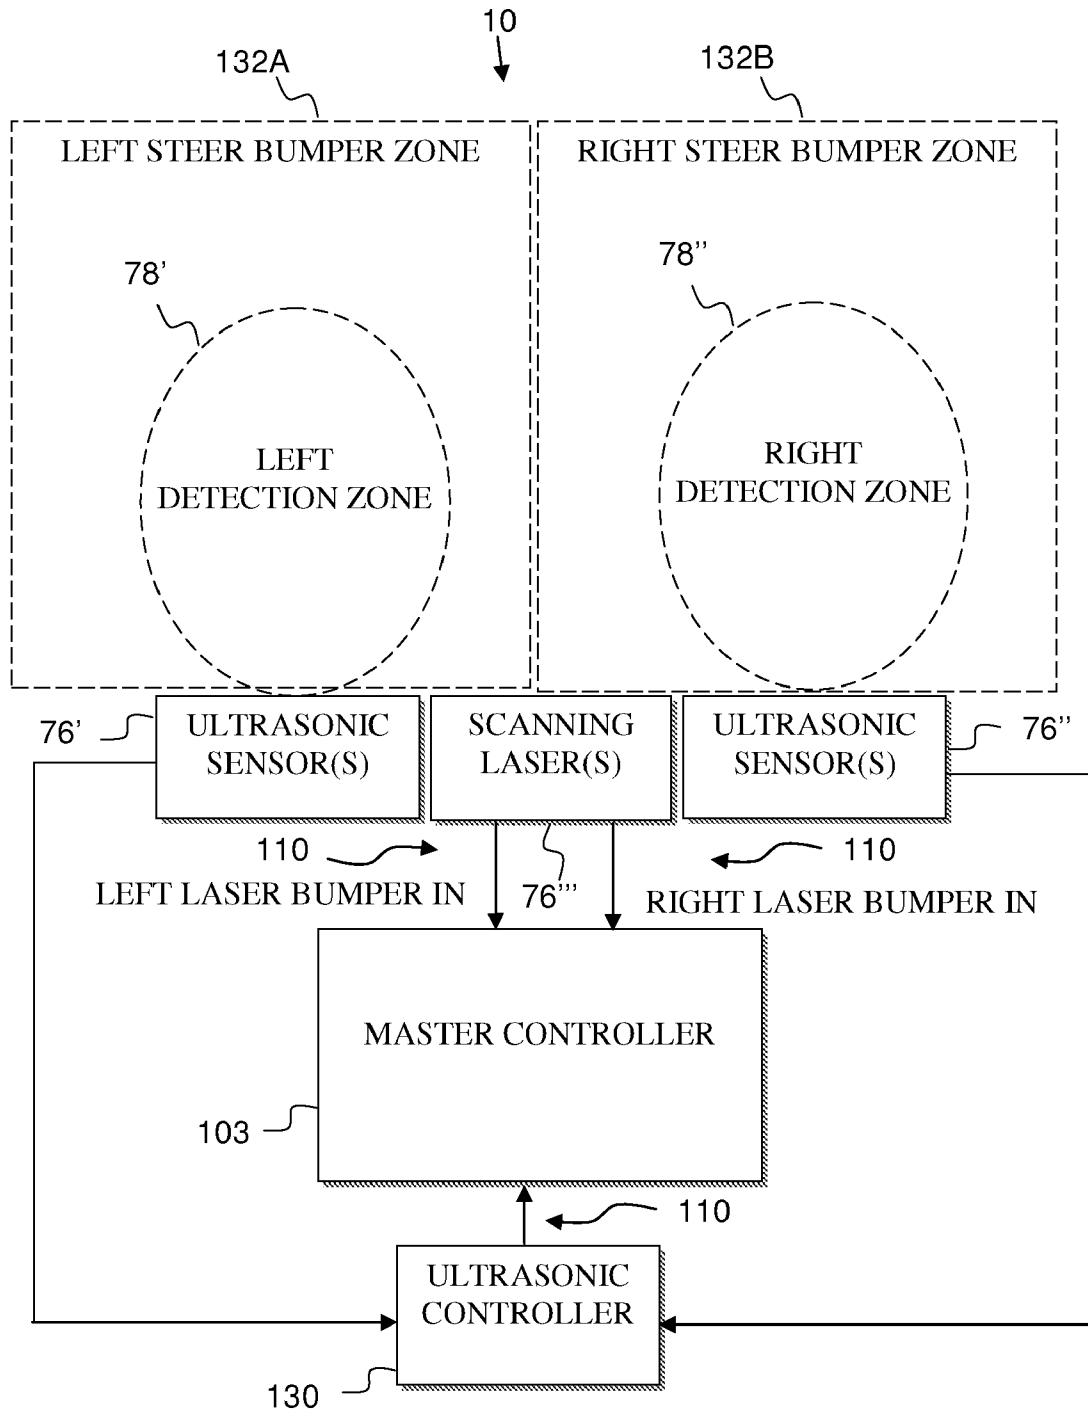 10
132A
132B
LEFT STEER BUMPER ZONE
RIGHT STEER BUMPER ZONE
78’
78’’
LEFT
DETECTION ZONE
RIGHT
DETECTION ZONE
76’
ULTRASONIC
SENSOR(S)
SCANNING
LASER(S)
ULTRASONIC
SENSOR(S)
76’’
110
LEFT LASER BUMPER IN
76’’’
110
RIGHT LASER BUMPER IN
MASTER CONTROLLER
103
110
ULTRASONIC
CONTROLLER
130